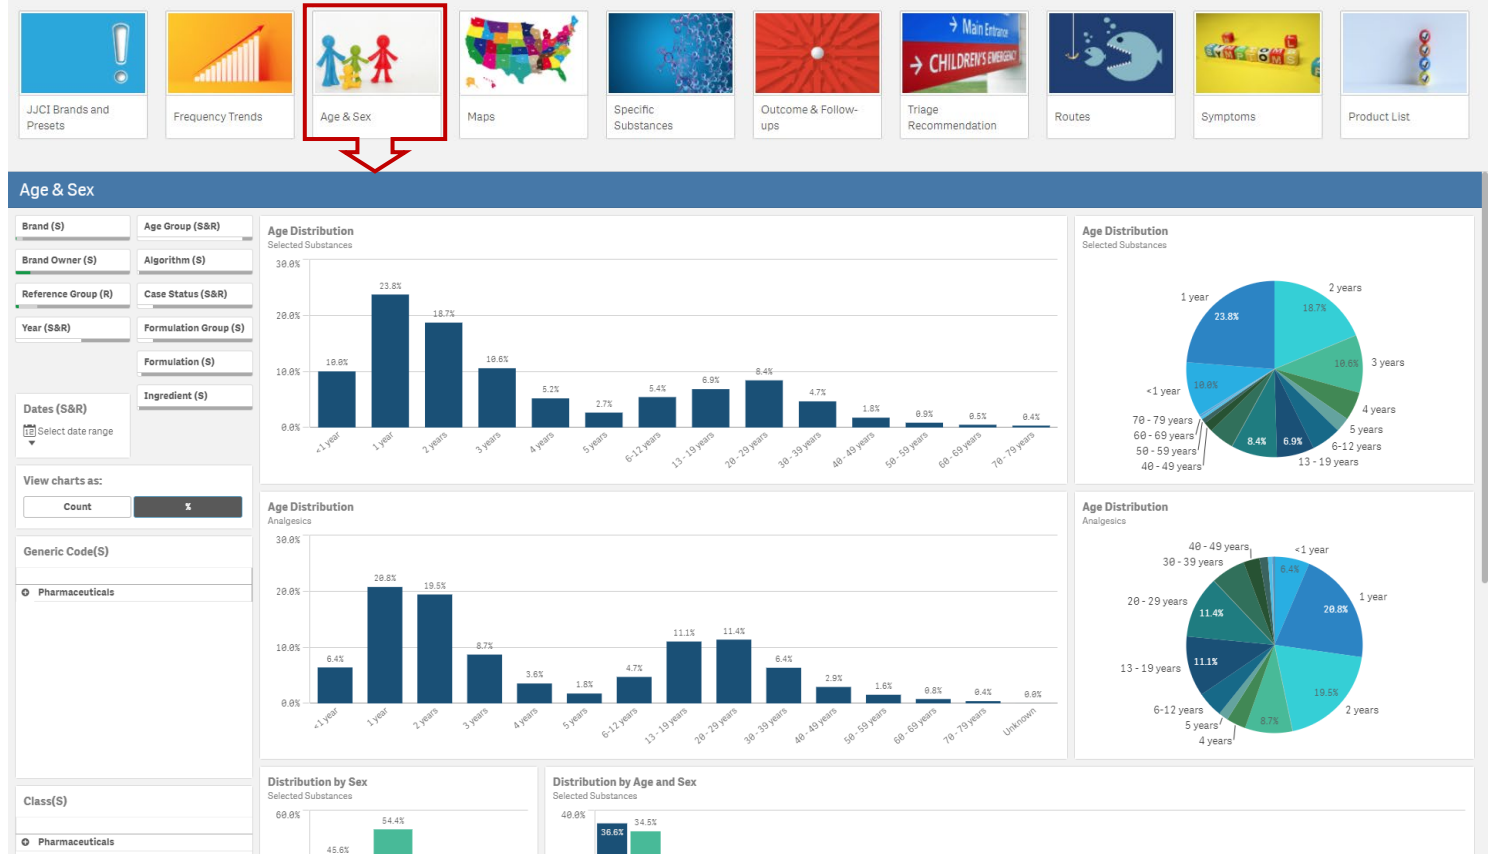 Main Entrance
CHILDREN'S EMERGENCY
SYMPTOMS
JJCI Brands and
Presets
Frequency Trends
Age & Sex
Maps
Specific
Substances
Outcome & Follow-
ups
Triage
Recommendation
Routes
Symptoms
Product List
Age & Sex
Brand (S)
Age Group (S&R)
Brand Owner (S)
Algorithm (S)
Reference Group (R)
Case Status (S&R)
Year (S&R)
Formulation Group (S)
Formulation (S)
Ingredient (S)
Dates (S&R)
12 Select date range
View charts as:
Count
%
Generic Code(S)
Pharmaceuticals
Class(S)
Pharmaceuticals
Age Distribution
Selected Substances
30.0%
20.0%
10.0%
0.0%
10.0%
23.8%
18.7%
10.6%
5.2%
2.7%
5.4%
6.9%
8.4%
4.7%
1.8%
0.9%
0.5%
0.4%
<1 year
1 year
2 years
3 years
4 years
5 years
6-12 years
13 - 19 years
20 - 29 years
30 - 39 years
40 - 49 years
50 - 59 years
60 - 69 years
70 - 79 years
Age Distribution
Selected Substances
1 year
2 years
23.8%
18.7%
10.6%
3 years
<1 year
10.0%
4 years
70 - 79 years
5 years
60 - 69 years
8.4%
6.9%
6-12 years
50 - 59 years
13 - 19 years
40 - 49 years
Age Distribution
Analgesics
30.0%
20.0%
10.0%
0.0%
6.4%
20.8%
19.5%
8.7%
3.6%
1.8%
4.7%
11.1%
11.4%
6.4%
2.9%
1.6%
0.8%
0.4%
0.0%
<1 year
1 year
2 years
3 years
4 years
5 years
6-12 years
13 - 19 years
20 - 29 years
30 - 39 years
40 - 49 years
50 - 59 years
60 - 69 years
70 - 79 years
Unknown
Age Distribution
Analgesics
40 - 49 years
<1 year
30 - 39 years
6.4%
1 year
20 - 29 years
20.8%
11.4%
13 - 19 years
11.1%
19.5%
6-12 years
2 years
5 years
8.7%
4 years
Distribution by Sex
Selected Substances
60.0%
54.4%
45.6%
Distribution by Age and Sex
Selected Substances
40.0%
36.6%
34.5%